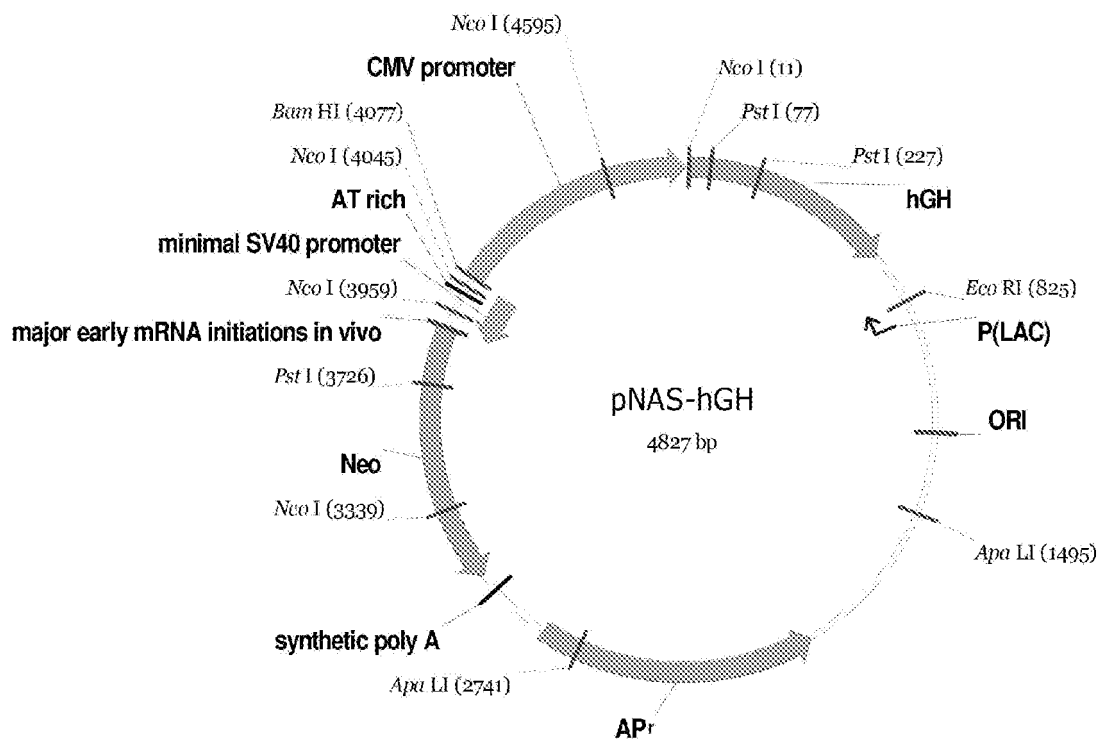 Nco I (4595)
CMV promoter
Nco I (11)
Bam HI (4077)
Pst I (77)
Nco I (4045)
Pst I (227)
AT rich
hGH
minimal SV40 promoter
Nco I (3959)
Eco RI (825)
major early mRNA initiations in vivo
P(LAC)
Pst I (3726)
pNAS-hGH
4827 bp
ORI
Neo
Nco I (3339)
Apa LI (1495)
synthetic poly A
Apa LI (2741)
APr